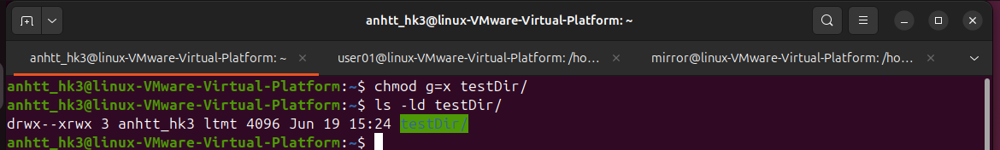 anhtt_hk3@linux-VMware-Virtual-Platform: ~
anhtt_hk3@linux-VMware-Virtual-Platform: ~ × user01@linux-VMware-Virtual-Platform: /ho... × mirror@linux-VMware-Virtual-Platform: /ho... ×
anhtt_hk3@linux-VMware-Virtual-Platform:~$ chmod g=x testDir/
anhtt_hk3@linux-VMware-Virtual-Platform:~$ ls -ld testDir/
drwx--xrwx 3 anhtt_hk3 ltmt 4096 Jun 19 15:24 testDir/
anhtt_hk3@linux-VMware-Virtual-Platform:~$